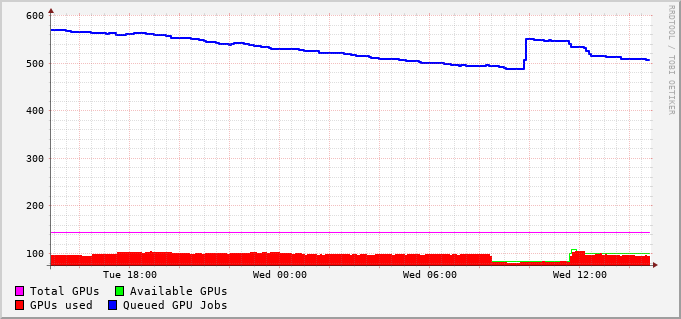 600
500
400
300
200
100
Tue 18:00 Wed 00:00 Wed 06:00 Wed 12:00
Total GPUs Available GPUs
GPUs used Queued GPU Jobs
RRDTOOL / TOBI OETIKER